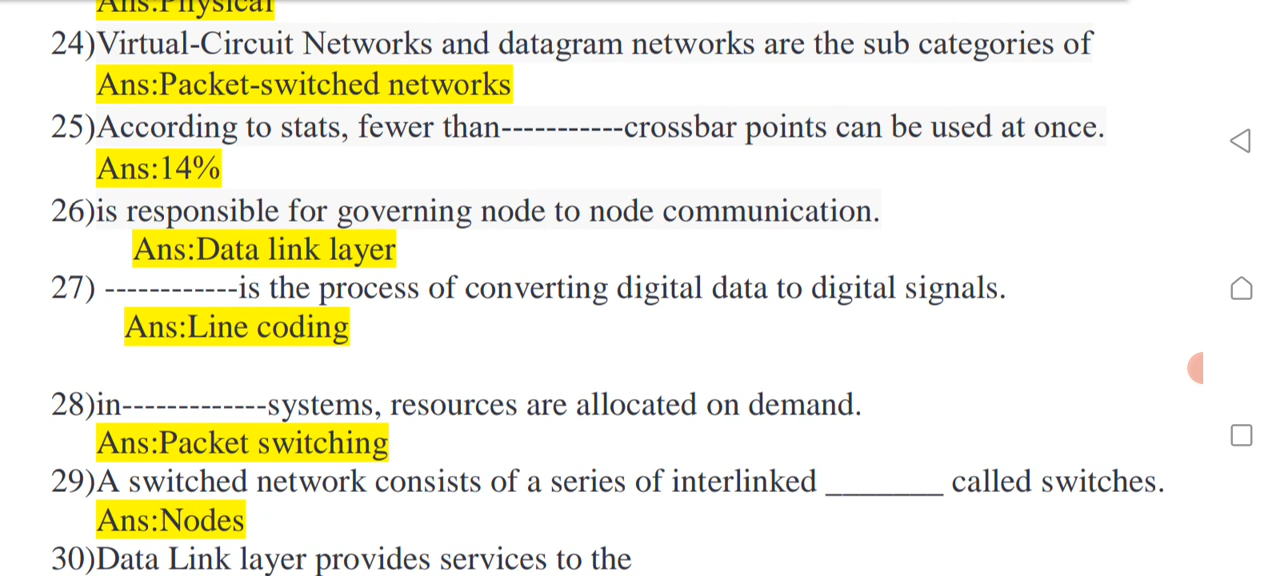 Ans:Physical
24)Virtual-Circuit Networks and datagram networks are the sub categories of
Ans:Packet-switched networks
25)According to stats, fewer than-----------crossbar points can be used at once.
Ans:14%
26)is responsible for governing node to node communication.
Ans:Data link layer
27) ------------is the process of converting digital data to digital signals.
Ans:Line coding
28)in-------------systems, resources are allocated on demand.
Ans:Packet switching
29)A switched network consists of a series of interlinked ________ called switches.
Ans:Nodes
30)Data Link layer provides services to the